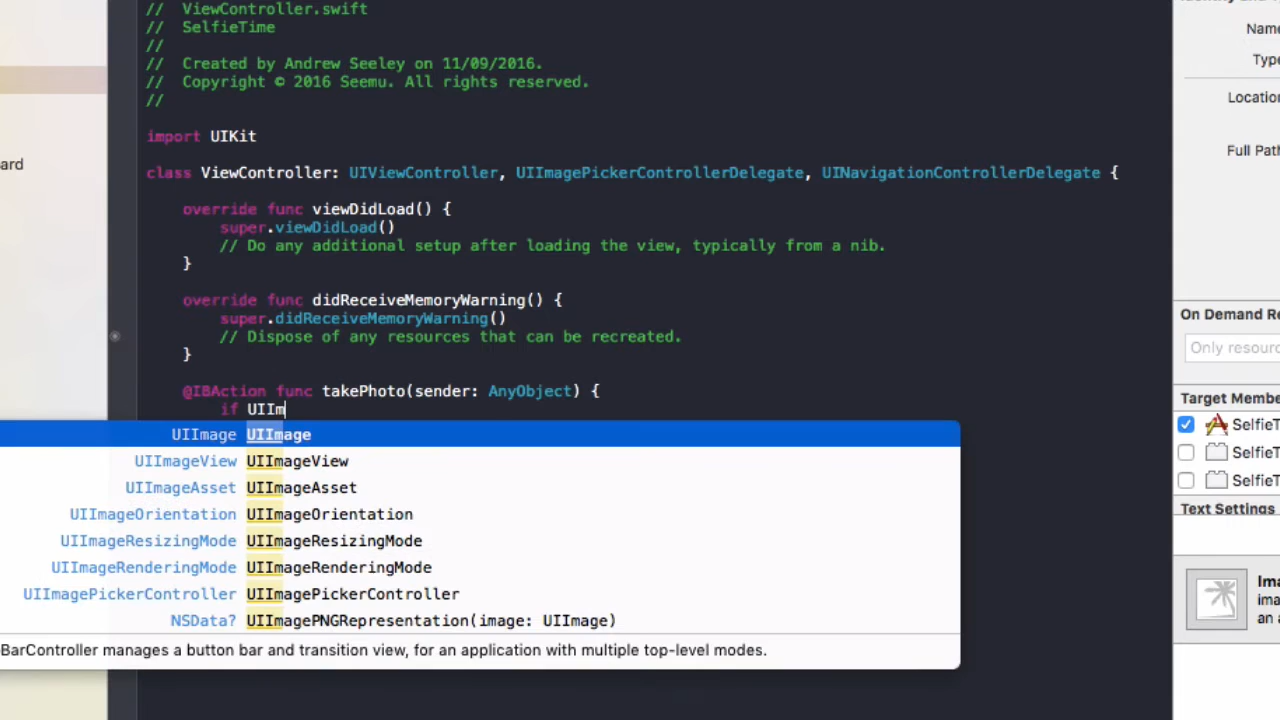 //  ViewController.swift
//  SelfieTime
//
//  Created by Andrew Seeley on 11/09/2016.
//  Copyright © 2016 Seemu. All rights reserved.
//
import UIKit
class ViewController: UIViewController, UIImagePickerControllerDelegate, UINavigationControllerDelegate {
override func viewDidLoad() {
super.viewDidLoad()
// Do any additional setup after loading the view, typically from a nib.
}
override func didReceiveMemoryWarning() {
super.didReceiveMemoryWarning()
// Dispose of any resources that can be recreated.
}
@IBAction func takePhoto(sender: AnyObject) {
if UIIm
UIImage UIImage
UIImageView UIImageView
UIImageAsset UIImageAsset
UIImageOrientation UIImageOrientation
UIImageResizingMode UIImageResizingMode
UIImageRenderingMode UIImageRenderingMode
UIImagePickerController UIImagePickerController
NSData? UIImagePNGRepresentation(image: UIImage)
BarController manages a button bar and transition view, for an application with multiple top-level modes.
ard
Name
Type
Location
Full Path
On Demand Re
Only resourc
Target Membe
SelfieT
SelfieT
SelfieT
Text Settings
Ima
ima
an a